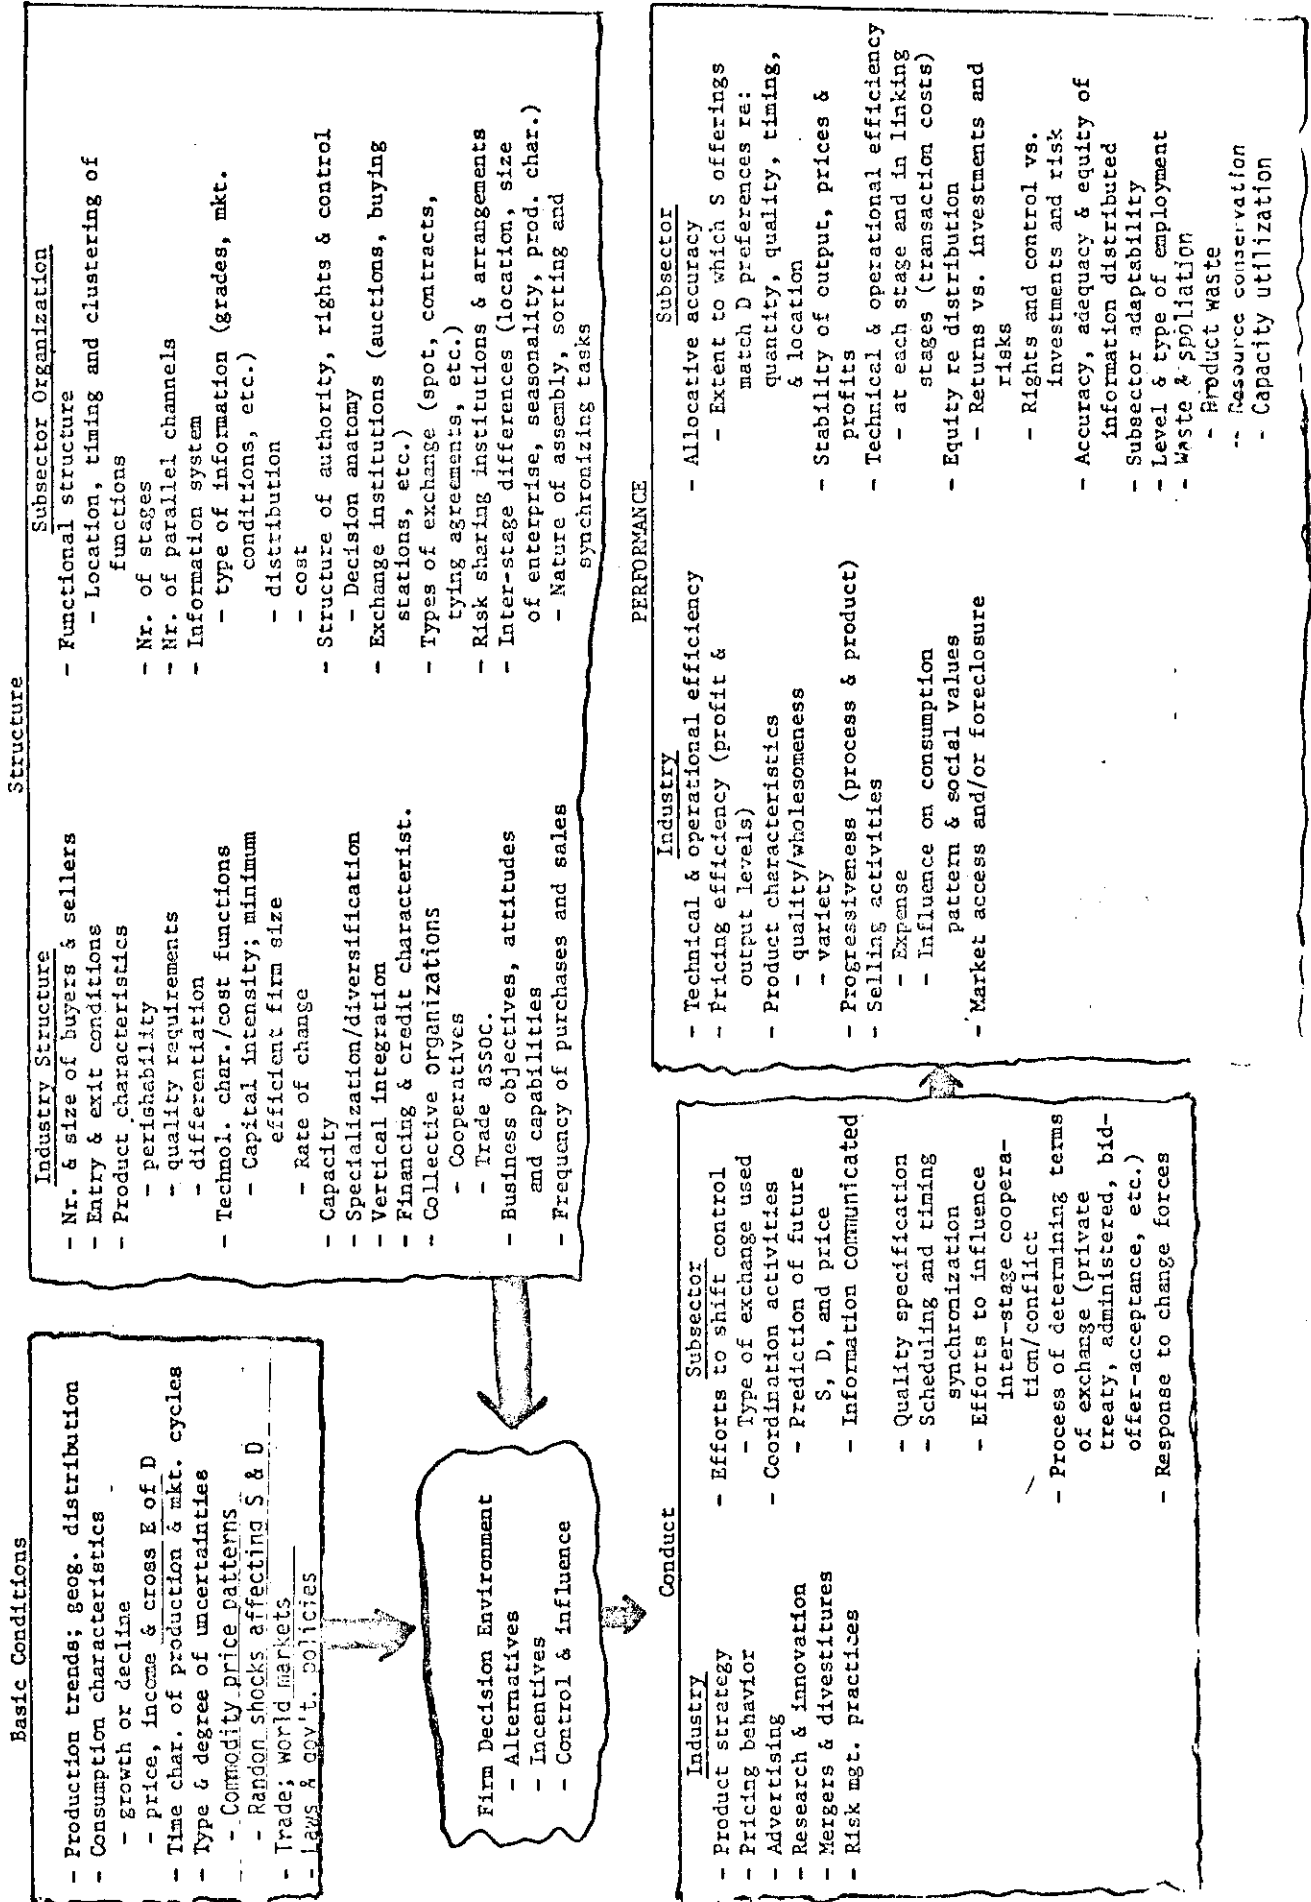 Basic Conditions
- Production trends; geog. distribution
- Consumption characteristics
- growth or decline
- price, income & cross E of D
- Time char. of production & mkt. cycles
- Type & degree of uncertainties
- Commodity price patterns
- Randon shocks affecting S & D
- Trade; world markets
- Laws & gov't. policies
Structure
Industry Structure
- Nr. & size of buyers & sellers
- Entry & exit conditions
- Product characteristics
- perishability
- quality requirements
- differentiation
- Technol. char./cost functions
- Capital intensity; minimum
efficient firm size
- Rate of change
- Capacity
- Specialization/diversification
- Vertical integration
- Financing & credit characterist.
- Collective organizations
- Cooperatives
- Trade assoc.
- Business objectives, attitudes
and capabilities
- Frequency of purchases and sales
Subsector Organization
- Functional structure
- Location, timing and clustering of
functions
- Nr. of stages
- Nr. of parallel channels
- Information system
- type of information (grades, mkt.
conditions, etc.)
- distribution
- cost
- Structure of authority, rights & control
- Decision anatomy
- Exchange institutions (auctions, buying
stations, etc.)
- Types of exchange (spot, contracts,
tying agreements, etc.)
- Risk sharing institutions & arrangements
- Inter-stage differences (location, size
of enterprise, seasonality, prod. char.)
- Nature of assembly, sorting and
synchronizing tasks
Firm Decision Environment
- Alternatives
- Incentives
- Control & influence
Conduct
Industry
- Product strategy
- Pricing behavior
- Advertising
- Research & innovation
- Mergers & divestitures
- Risk mgt. practices
Subsector
- Efforts to shift control
- Type of exchange used
- Coordination activities
- Prediction of future
S, D, and price
- Information communicated
- Quality specification
- Scheduling and timing
synchronization
- Efforts to influence
inter-stage coopera-
tion/conflict
- Process of determining terms
of exchange (private
treaty, administered, bid-
offer-acceptance, etc.)
- Response to change forces
PERFORMANCE
Industry
- Technical & operational efficiency
- Pricing efficiency (profit &
output levels)
- Product characteristics
- quality/wholesomeness
- variety
- Progressiveness (process & product)
- Selling activities
- Expense
- Influence on consumption
pattern & social values
- Market access and/or foreclosure
Subsector
- Allocative accuracy
- Extent to which S offerings
match D preferences re:
quantity, quality, timing,
& location
- Stability of output, prices &
profits
- Technical & operational efficiency
- at each stage and in linking
stages (transaction costs)
- Equity re distribution
- Returns vs. investments and
risks
- Rights and control vs.
investments and risk
- Accuracy, adequacy & equity of
information distributed
- Subsector adaptability
- Level & type of employment
- Waste & spoliation
- Product waste
- Resource conservation
- Capacity utilization